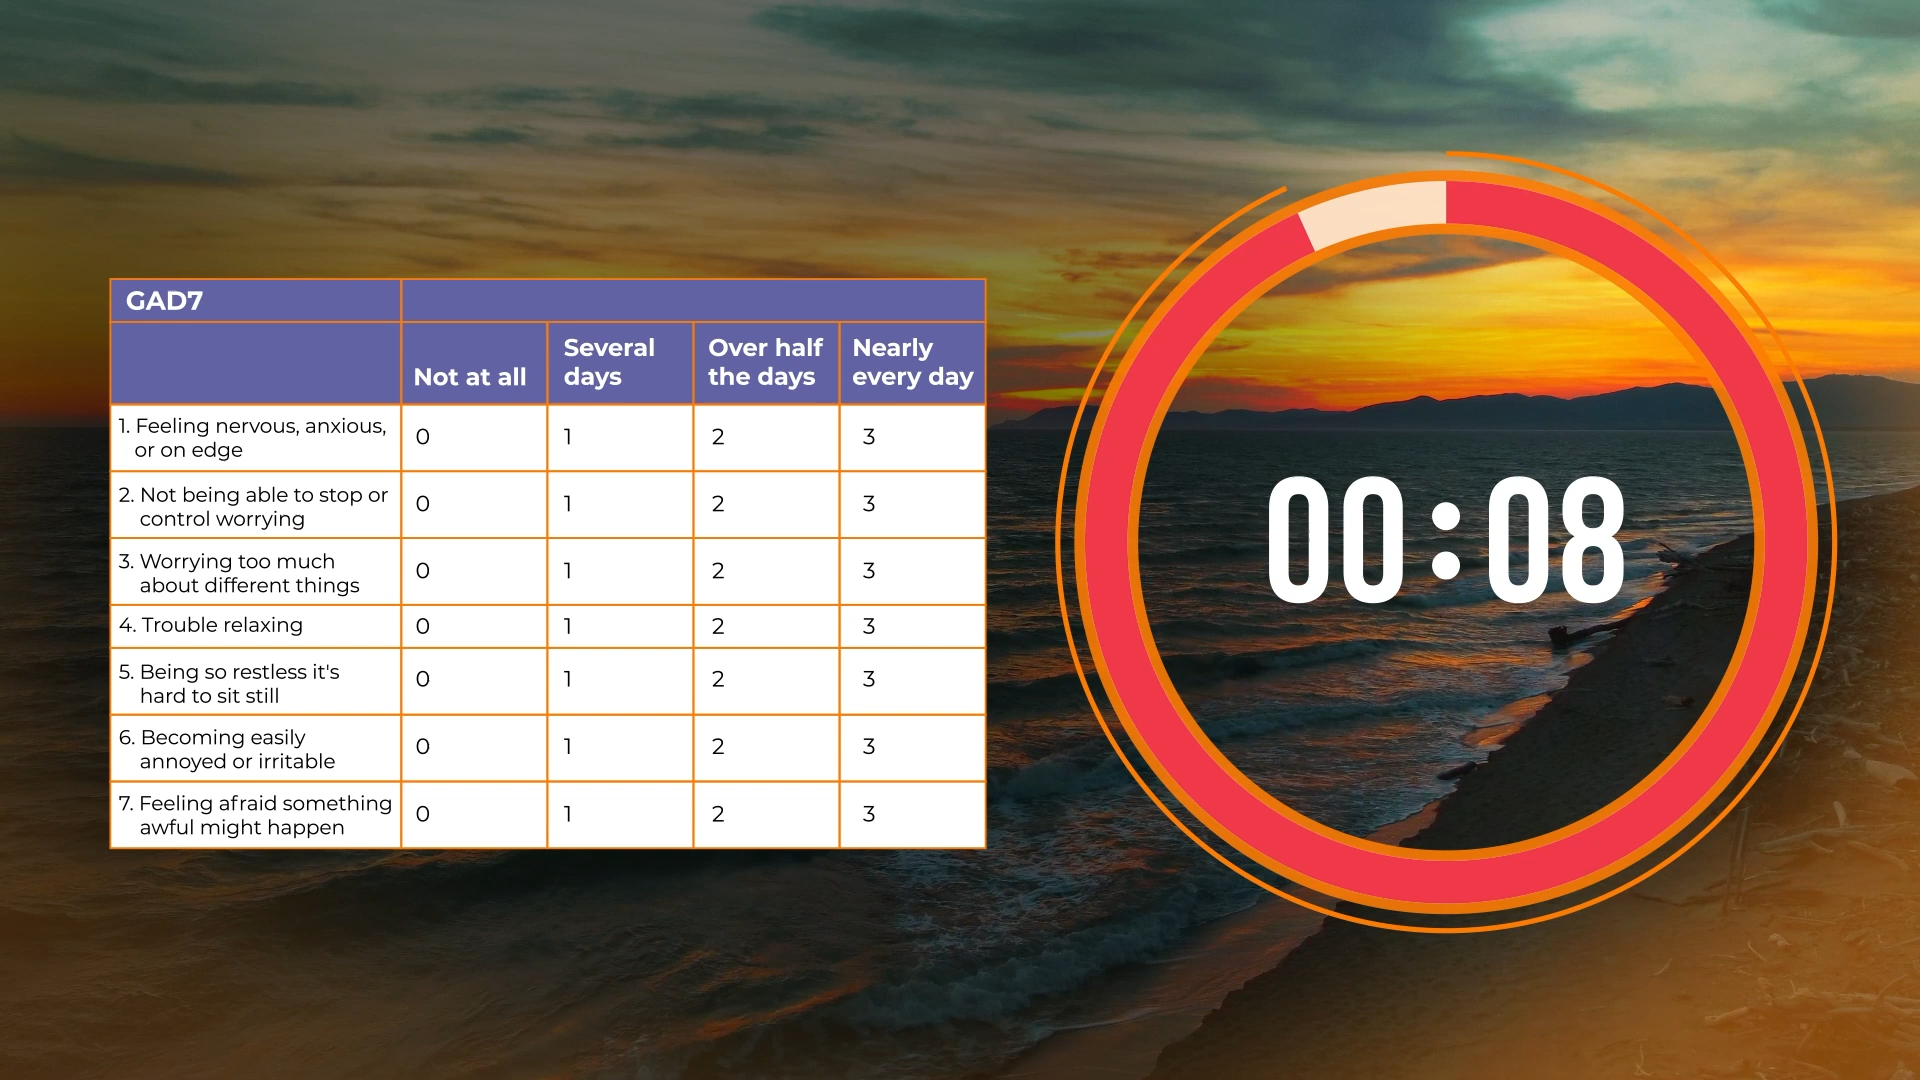 GAD7
Not at all
Several
days
Over half
the days
Nearly
every day
1. Feeling nervous, anxious,
or on edge
0 1 2 3
2. Not being able to stop or
control worrying
0 1 2 3
3. Worrying too much
about different things
0 1 2 3
4. Trouble relaxing
0 1 2 3
5. Being so restless it's
hard to sit still
0 1 2 3
6. Becoming easily
annoyed or irritable
0 1 2 3
7. Feeling afraid something
awful might happen
0 1 2 3
00:08